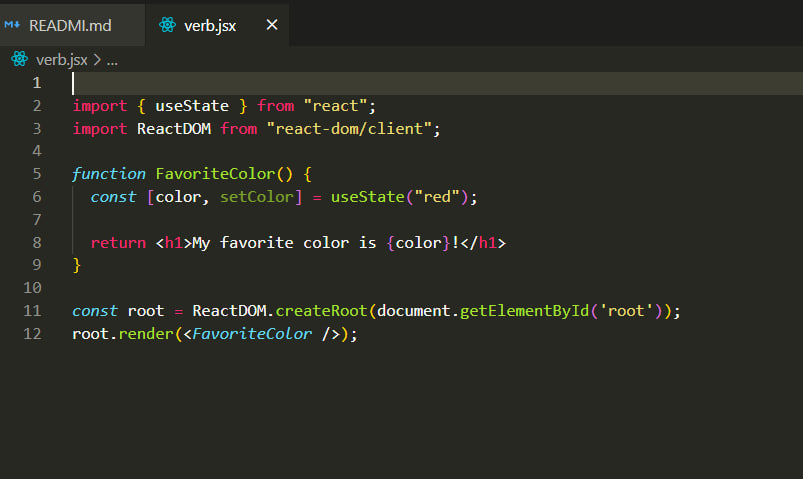 READMI.md verb.jsx ×
verb.jsx > ...
1
2 import { useState } from "react";
3 import ReactDOM from "react-dom/client";
4
5 function FavoriteColor() {
6   const [color, setColor] = useState("red");
7
8   return <h1>My favorite color is {color}!</h1>
9 }
10
11 const root = ReactDOM.createRoot(document.getElementById('root'));
12 root.render(<FavoriteColor />);